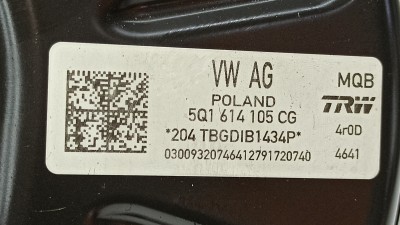 VW AG
MQB
POLAND
TRW
5Q1 614 105 CG
*204 TBGDIB1434P*
4r0D
03009320746412791720740
4641